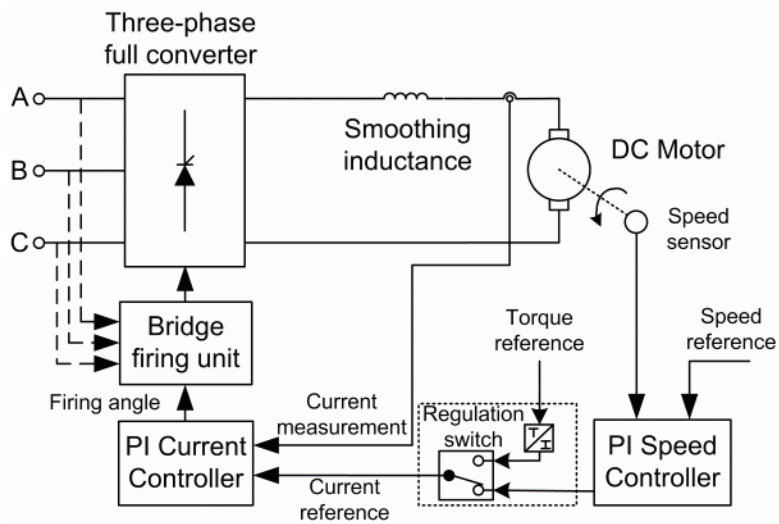 Three-phase
full converter
A
B
C
Smoothing
inductance
DC Motor
Speed
sensor
Bridge
firing unit
Torque
reference
Speed
reference
Firing angle
Current
measurement
Regulation
switch
T
I
PI Current
Controller
PI Speed
Controller
Current
reference